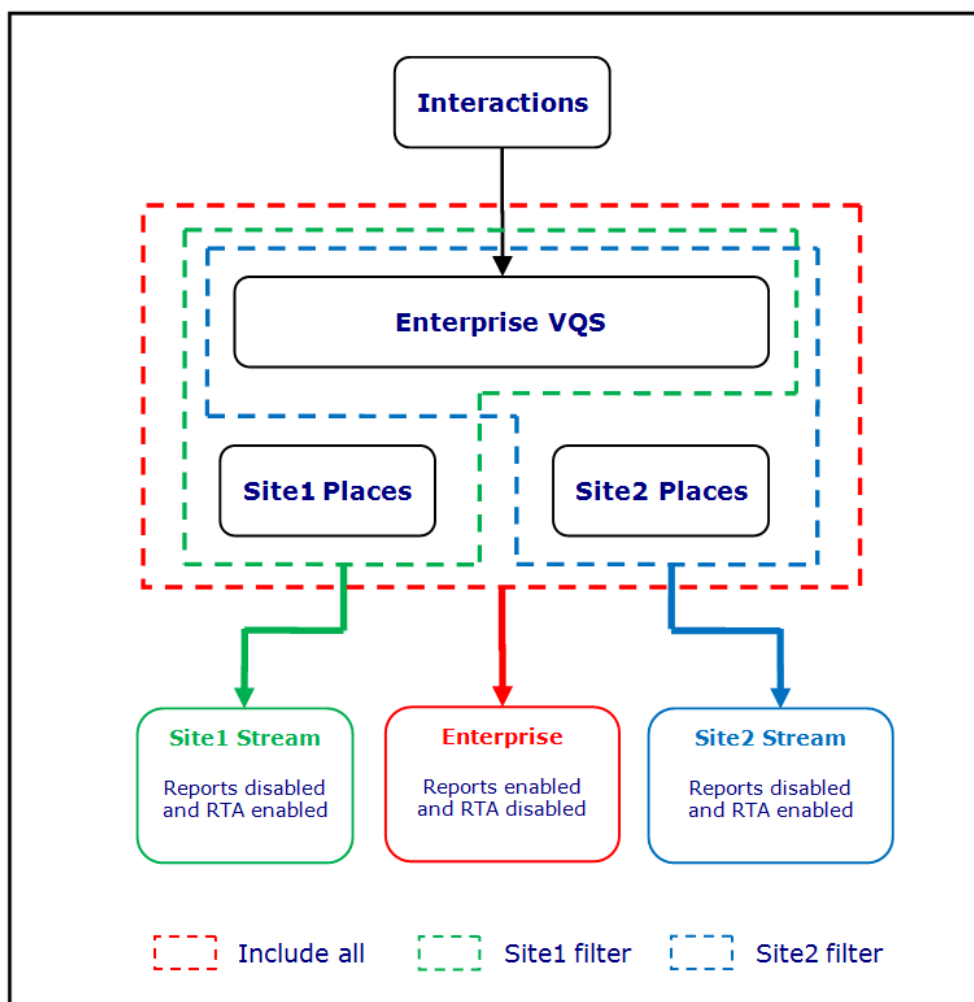 Interactions
Enterprise VQS
Site1 Places
Site2 Places
Site1 Stream
Reports disabled
and RTA enabled
Enterprise
Reports enabled
and RTA disabled
Site2 Stream
Reports disabled
and RTA enabled
Include all
Site1 filter
Site2 filter